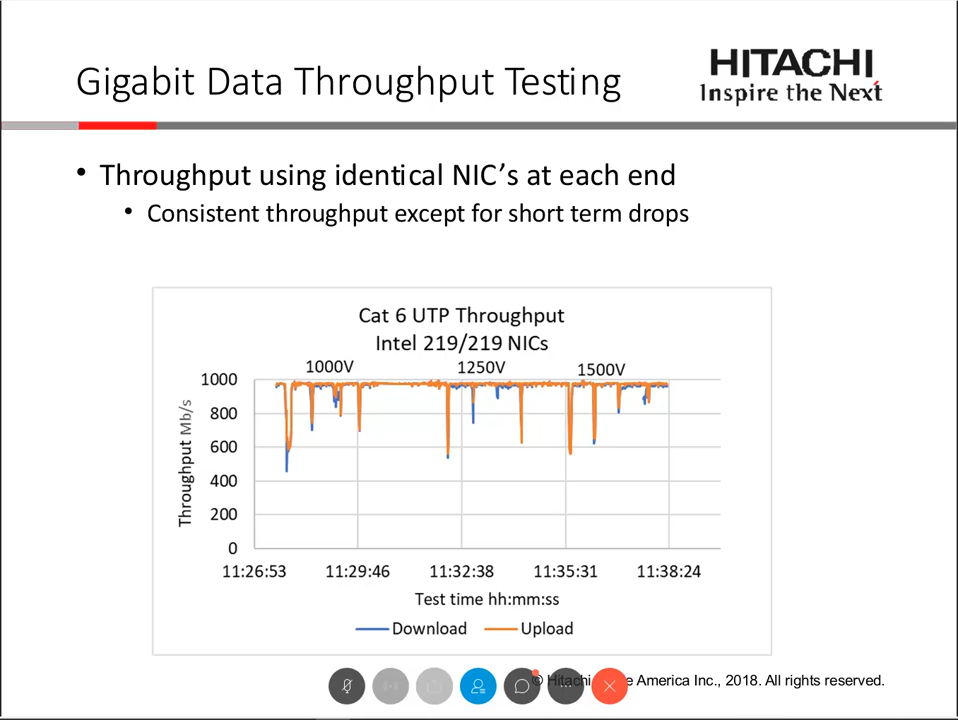 Gigabit Data Throughput Testing
HITACHI
Inspire the Next
• Throughput using identical NIC’s at each end
• Consistent throughput except for short term drops
Cat 6 UTP Throughput
Intel 219/219 NICs
1000V 1250V 1500V
Throughput Mb/s
1000
800
600
400
200
0
11:26:53 11:29:46 11:32:38 11:35:31 11:38:24
Test time hh:mm:ss
Download Upload
© Hitachi America Inc., 2018. All rights reserved.